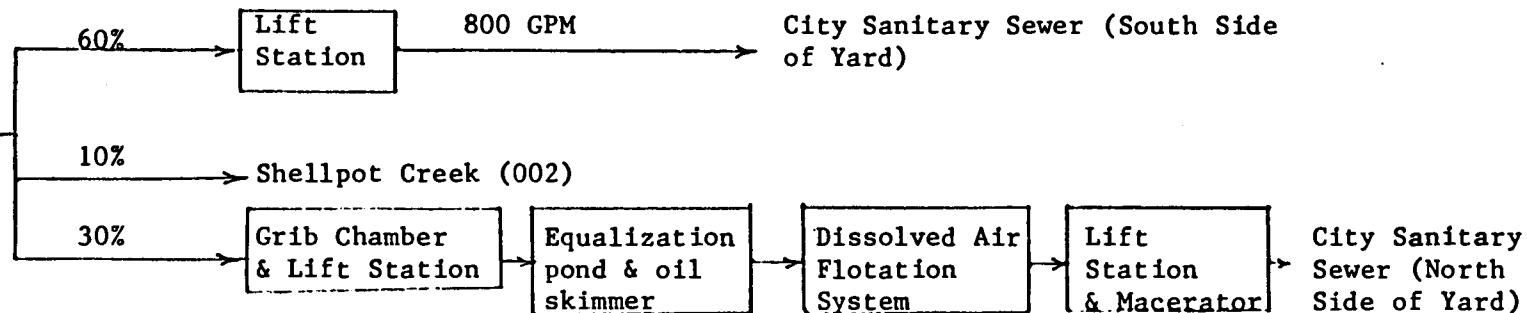 60%
Lift
Station
800 GPM
City Sanitary Sewer (South Side
of Yard)
10%
Shellpot Creek (002)
30%
Grib Chamber
& Lift Station
Equalization
pond & oil
skimmer
Dissolved Air
Flotation
System
Lift
Station
& Macerator
City Sanitary
Sewer (North
Side of Yard)